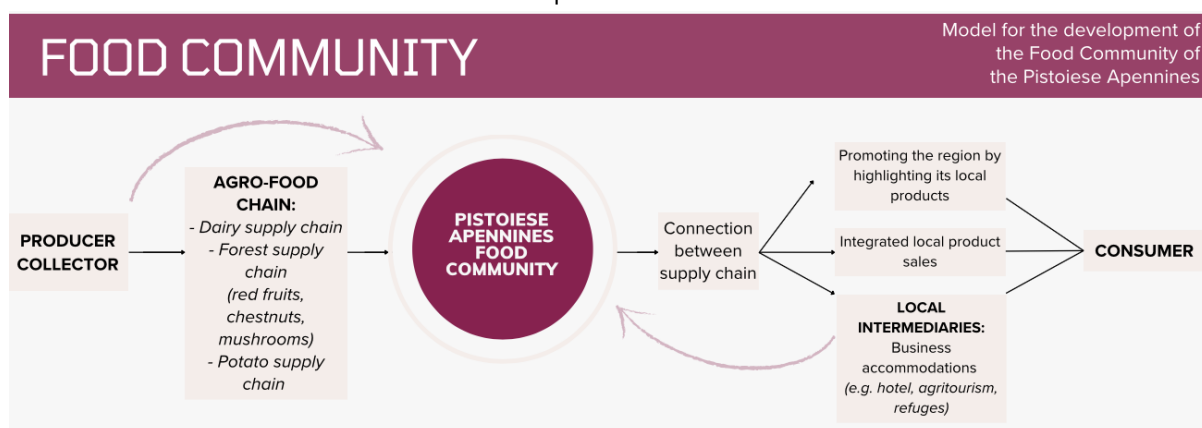 FOOD COMMUNITY
Model for the development of
the Food Community of
the Pistoiese Apennines
PRODUCER
COLLECTOR
AGRO-FOOD
CHAIN:
- Dairy supply chain
- Forest supply
chain
(red fruits,
chestnuts,
mushrooms)
- Potato supply
chain
PISTOIESE
APENNINES
FOOD
COMMUNITY
Connection
between
supply chain
Promoting the region by
highlighting its local
products
Integrated local product
sales
LOCAL
INTERMEDIARIES:
Business
accommodations
(e.g. hotel, agritourism,
refuges)
CONSUMER